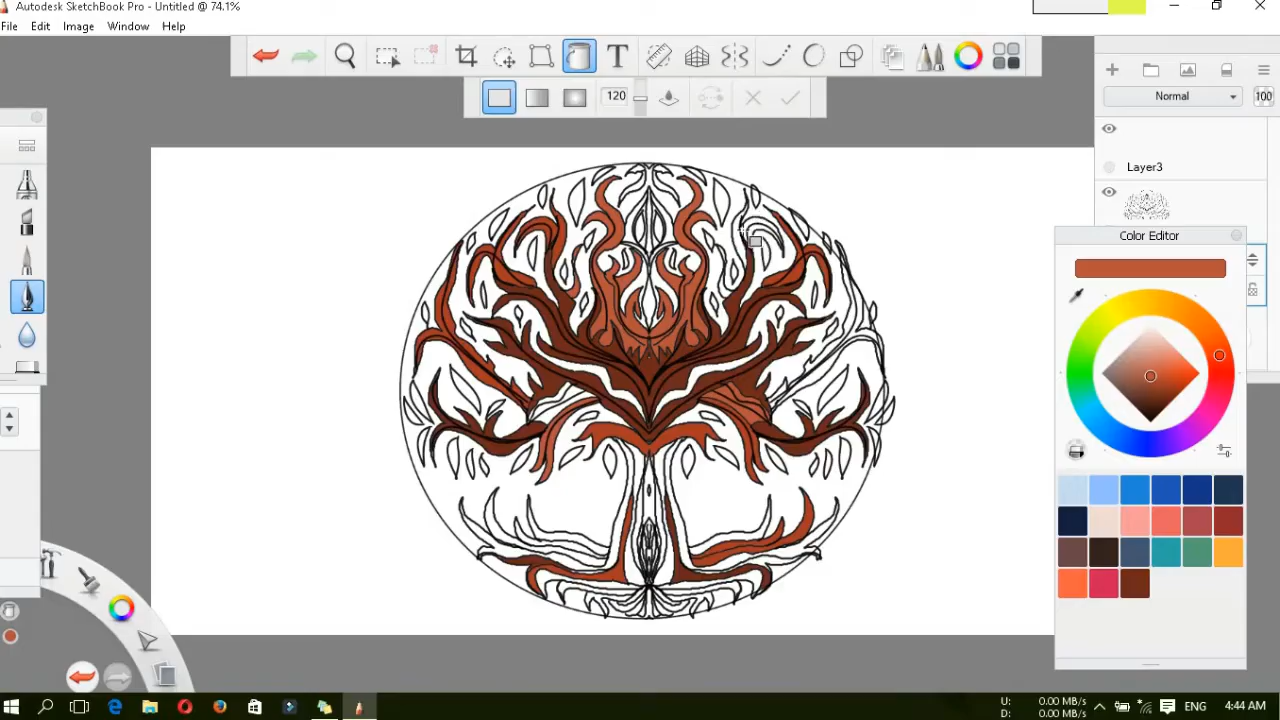 Autodesk SketchBook Pro - Untitled @ 74.1%
File Edit Image Window Help
T
120
Normal 100
Layer3
Color Editor
U: 0.00 MB/s
D: 0.00 MB/s
ENG 4:44 AM